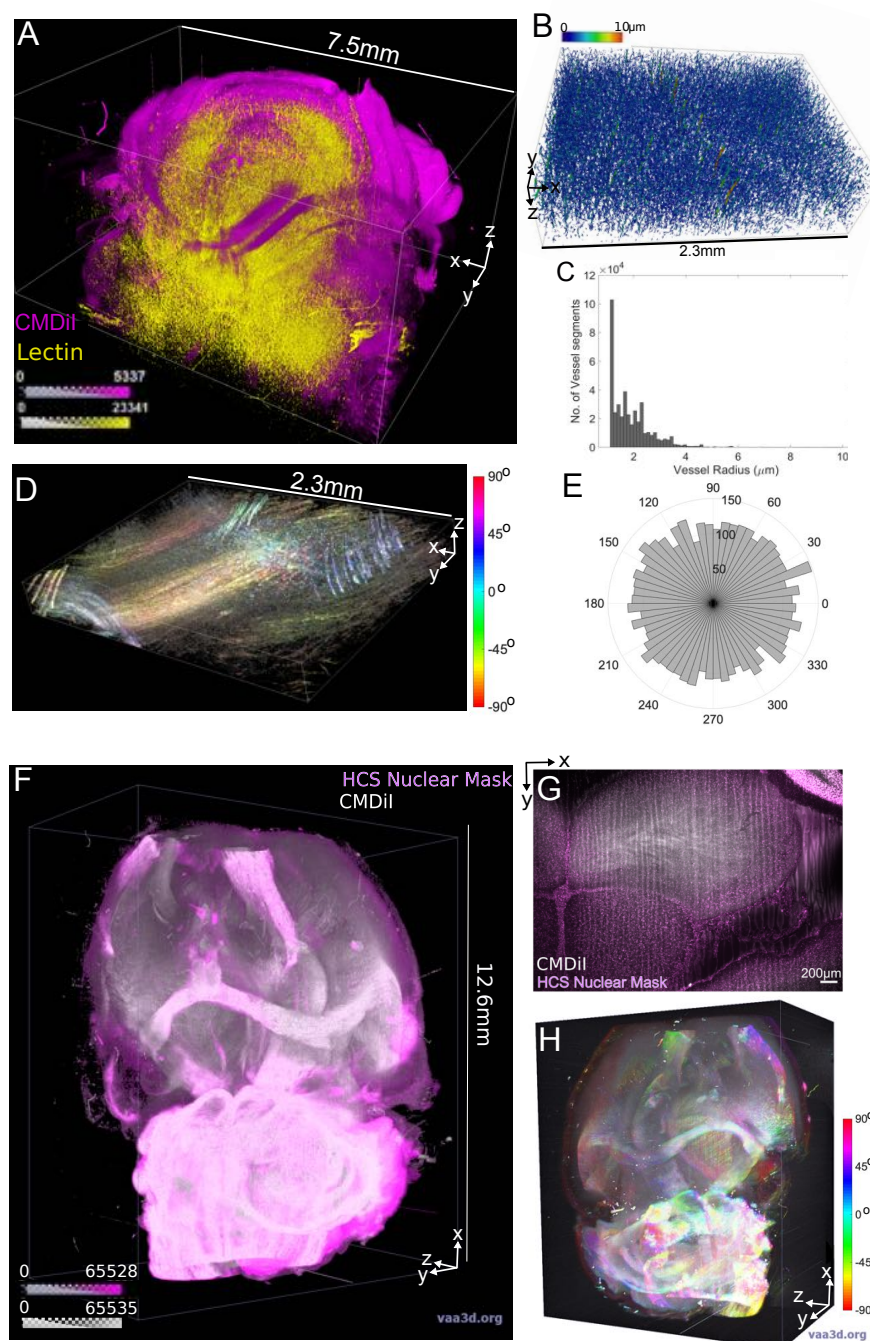 A
7.5mm
z
x
y
CMDiI
Lectin
0 5337
0 23341
B
0 10μm
y
x
z
2.3mm
C
×10⁴
12
10
8
6
4
2
0
No. of Vessel segments
2 4 6 8 10
Vessel Radius (μm)
D
2.3mm
z
x
y
90°
45°
0°
-45°
-90°
E
90
120 60
150
150 100 30
50
180 0
210 330
240 300
270
F
HCS Nuclear Mask
CMDiI
12.6mm
x
z
y
0 65528
0 65535
vaa3d.org
x
y
G
CMDiI
HCS Nuclear Mask
200μm
H
90°
45°
0°
-45
-90
x
z
y
vaa3d.org